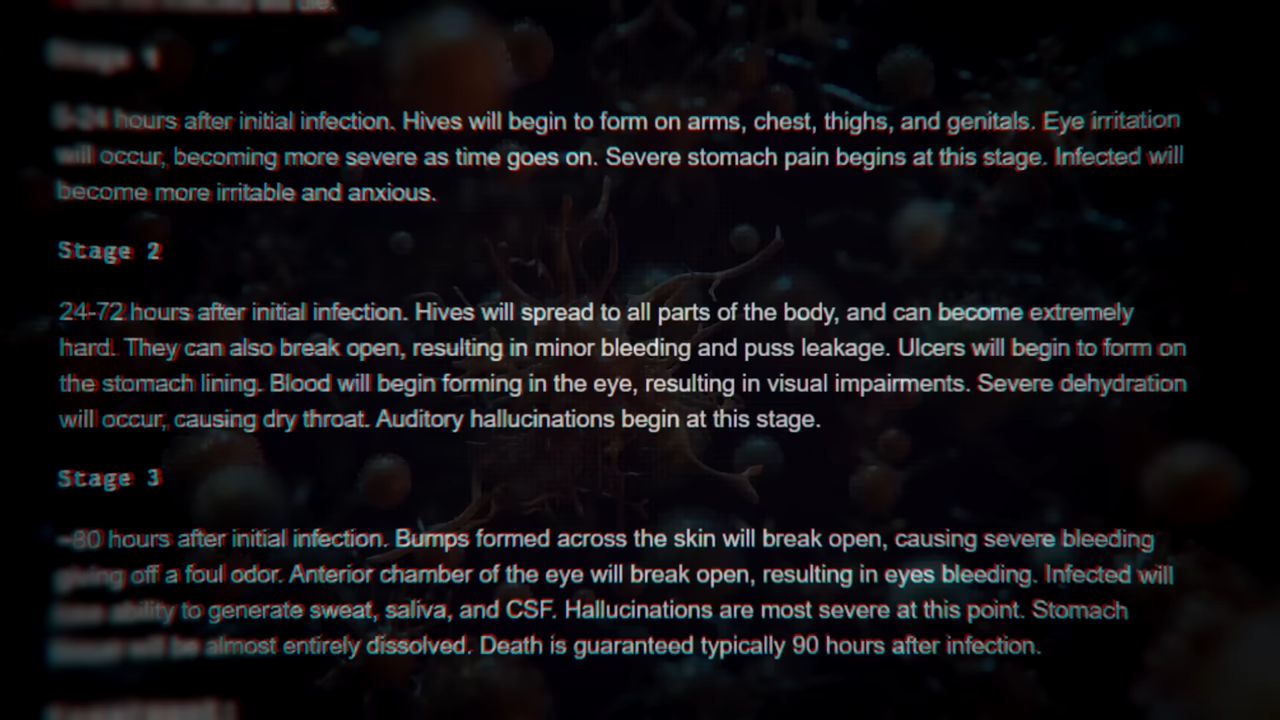 die.
Stage 1
hours after initial infection. Hives will begin to form on arms, chest, thighs, and genitals. Eye irritation
will occur, becoming more severe as time goes on. Severe stomach pain begins at this stage. Infected will
become more irritable and anxious.
Stage 2
24-72 hours after initial infection. Hives will spread to all parts of the body, and can become extremely
hard. They can also break open, resulting in minor bleeding and puss leakage. Ulcers will begin to form on
the stomach lining. Blood will begin forming in the eye, resulting in visual impairments. Severe dehydration
will occur, causing dry throat. Auditory hallucinations begin at this stage.
Stage 3
~80 hours after initial infection. Bumps formed across the skin will break open, causing severe bleeding
giving off a foul odor. Anterior chamber of the eye will break open, resulting in eyes bleeding. Infected will
lose ability to generate sweat, saliva, and CSF. Hallucinations are most severe at this point. Stomach
will be almost entirely dissolved. Death is guaranteed typically 90 hours after infection.